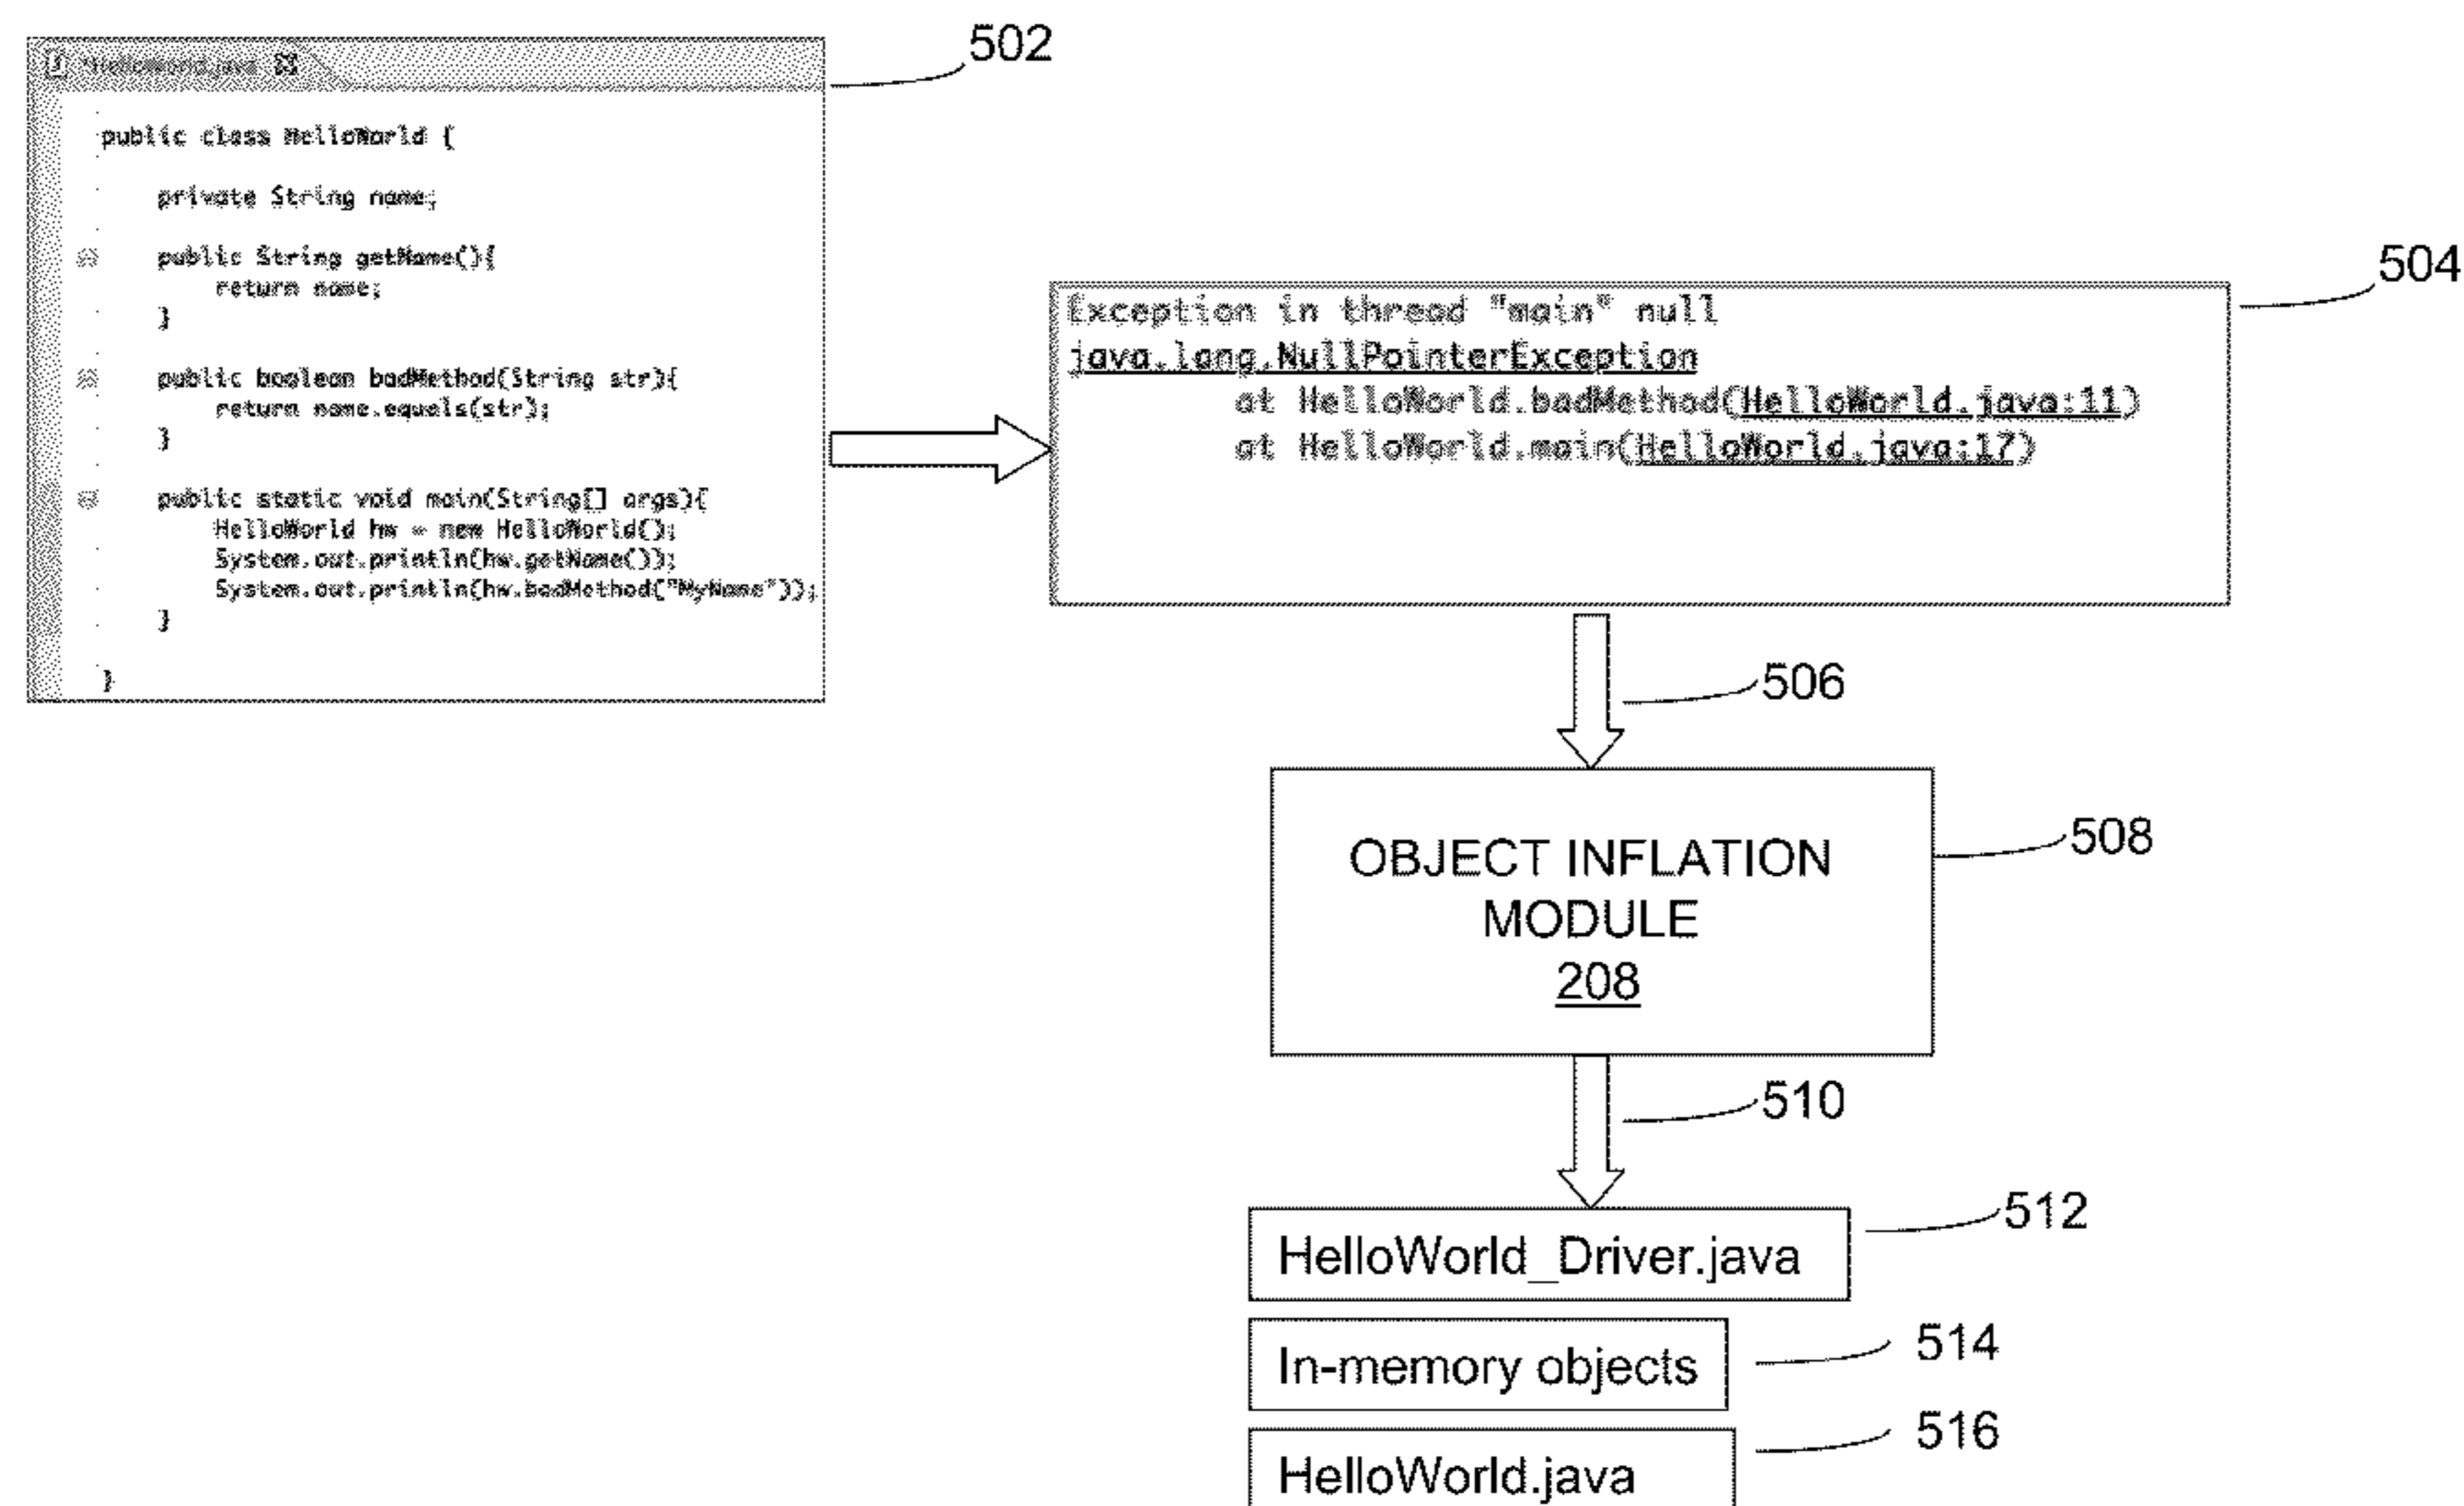 502
*HelloWorld.java
public class HelloWorld {
private String name;
public String getName(){
return name;
}
public boolean badMethod(String str){
return name.equals(str);
}
public static void main(String[] args){
HelloWorld hw = new HelloWorld();
System.out.println(hw.getName());
System.out.println(hw.badMethod("MyName"));
}
}
504
Exception in thread "main" null
java.lang.NullPointerException
at HelloWorld.badMethod(HelloWorld.java:11)
at HelloWorld.main(HelloWorld.java:17)
506
OBJECT INFLATION
MODULE
208
508
510
HelloWorld_Driver.java
512
In-memory objects
514
HelloWorld.java
516